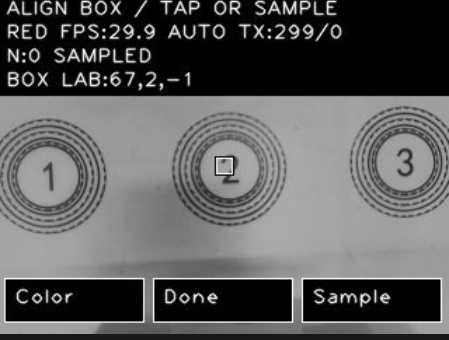 ALIGN BOX / TAP OR SAMPLE
RED FPS:29.9 AUTO TX:299/0
N:0 SAMPLED
BOX LAB:67,2,-1
1 2 3
Color Done Sample